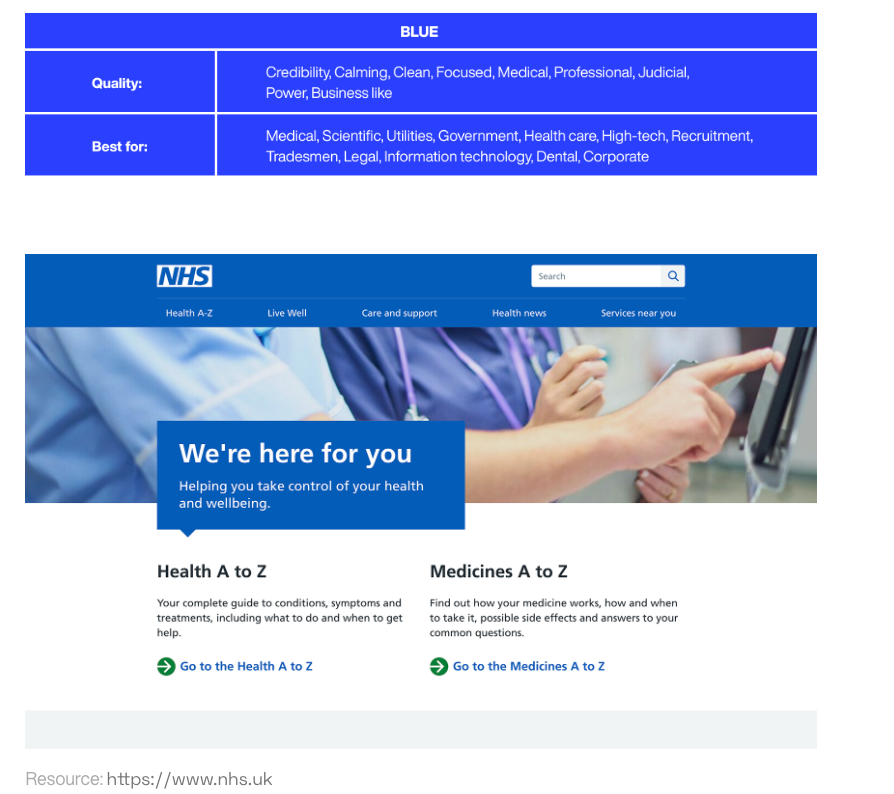 BLUE
Quality:
Credibility, Calming, Clean, Focused, Medical, Professional, Judicial,
Power, Business like
Best for:
Medical, Scientific, Utilities, Government, Health care, High-tech, Recruitment,
Tradesmen, Legal, Information technology, Dental, Corporate
NHS
Search
Health A-Z
Live Well
Care and support
Health news
Services near you
We're here for you
Helping you take control of your health
and wellbeing.
Health A to Z
Your complete guide to conditions, symptoms and
treatments, including what to do and when to get
help.
Go to the Health A to Z
Medicines A to Z
Find out how your medicine works, how and when
to take it, possible side effects and answers to your
common questions.
Go to the Medicines A to Z
Resource: https://www.nhs.uk